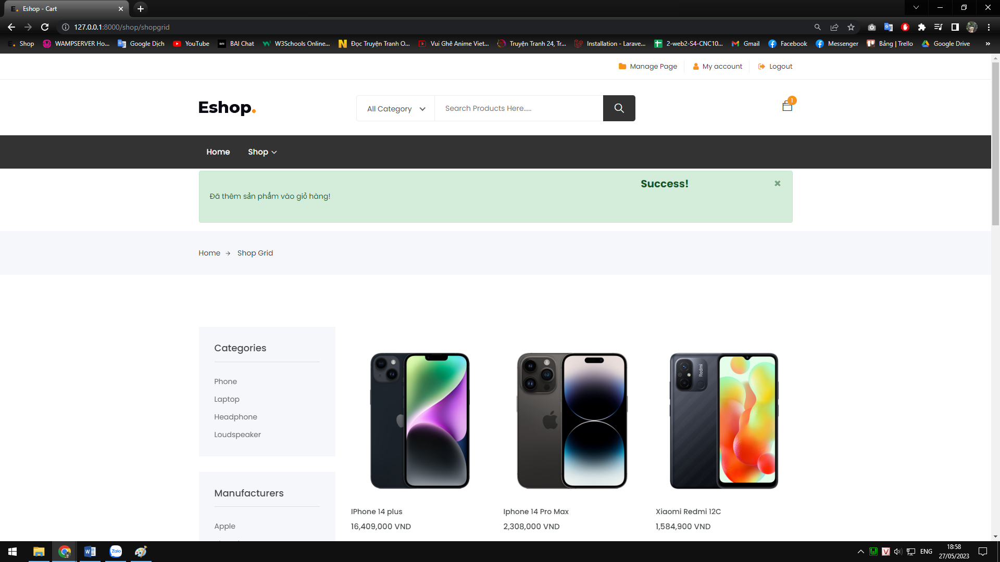 E. Eshop - Cart
127.0.0.1:8000/shop/shopgrid
E. Shop
WAMPSERVER Ho...
Google Dịch
YouTube
BAI Chat
W3Schools Online...
Đọc Truyện Tranh O...
Vui Ghê Anime Viet...
Truyện Tranh 24, Tr...
Installation - Larave...
2-web2-S4-CNC10...
Gmail
Facebook
Messenger
Bảng | Trello
Google Drive
»
Manage Page
My account
Logout
Eshop.
All Category
Search Products Here.....
1
Home
Shop
Success!
Đã thêm sản phẩm vào giỏ hàng!
Home → Shop Grid
Categories
Phone
Laptop
Headphone
Loudspeaker
Manufacturers
Apple
Redmi
IPhone 14 plus
16,409,000 VND
Iphone 14 Pro Max
2,308,000 VND
Xiaomi Redmi 12C
1,584,900 VND
Zalo
ENG
18:58
27/05/2023